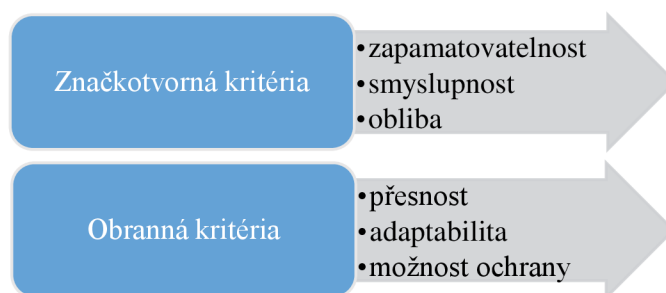 Značkotvorná kritéria
•zapamatovatelnost
•smyslupnost
•obliba
Obranná kritéria
•přesnost
•adaptabilita
•možnost ochrany